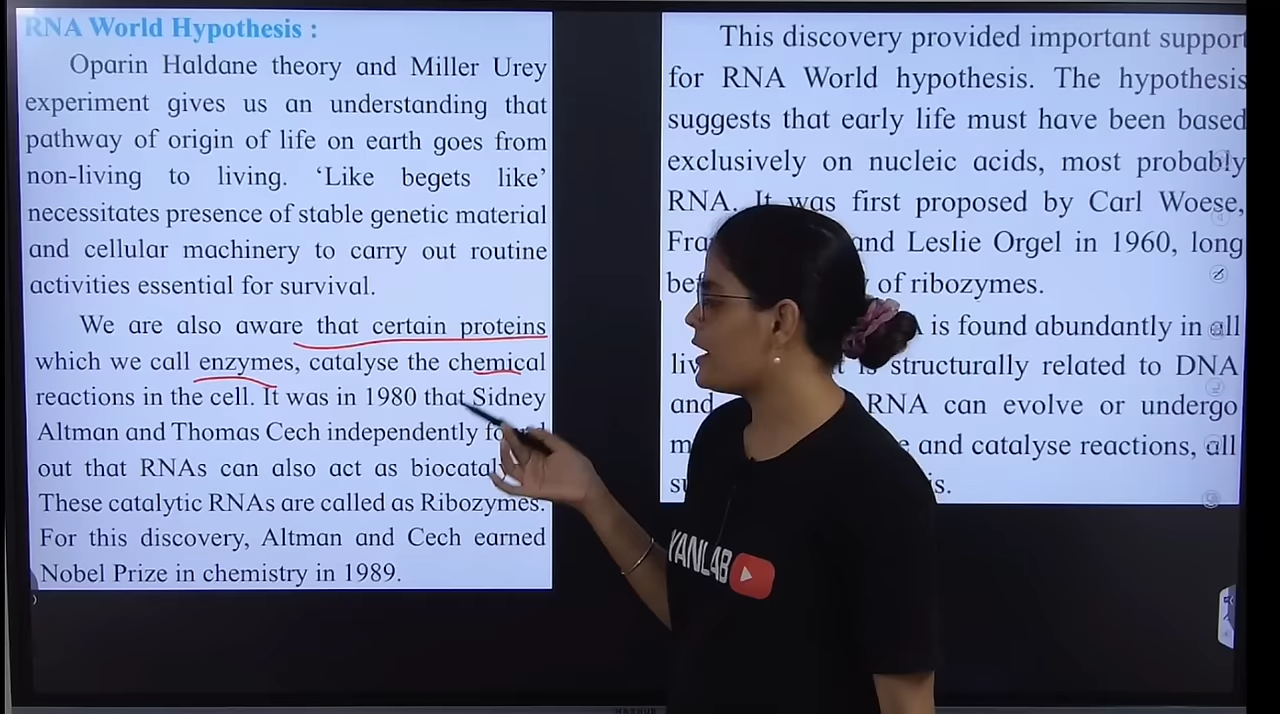 RNA World Hypothesis :
Oparin Haldane theory and Miller Urey
experiment gives us an understanding that
pathway of origin of life on earth goes from
non-living to living. ‘Like begets like’
necessitates presence of stable genetic material
and cellular machinery to carry out routine
activities essential for survival.
We are also aware that certain proteins
which we call enzymes, catalyse the chemical
reactions in the cell. It was in 1980 that Sidney
Altman and Thomas Cech independently
out that RNAs can also act as
These catalytic RNAs are called as Ribozymes.
For this discovery, Altman and Cech earned
Nobel Prize in chemistry in 1989.
This discovery provided important support
for RNA World hypothesis. The hypothesis
suggests that early life must have been based
exclusively on nucleic acids, most probably
RNA. It was first proposed by Carl Woese,
and Leslie Orgel in 1960, long
of ribozymes.
is found abundantly in all
structurally related to DNA
and RNA can evolve or undergo
and catalyse reactions, all
YANLAB